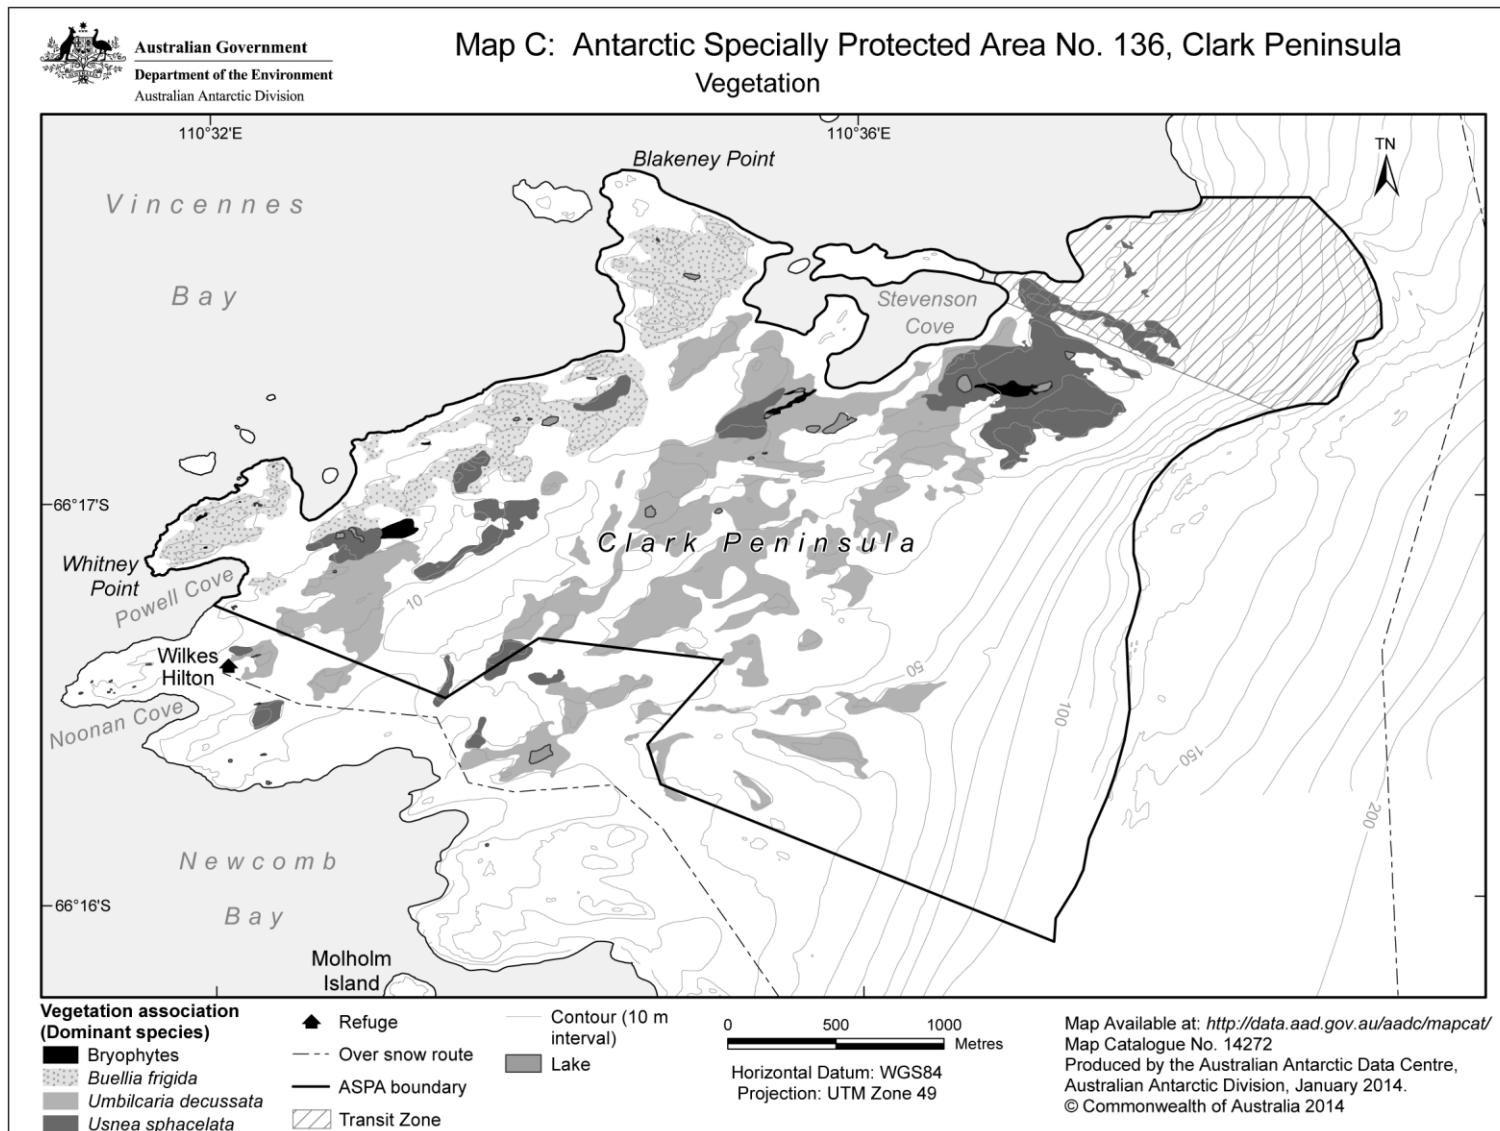 Australian Government
Department of the Environment
Australian Antarctic Division
Map C: Antarctic Specially Protected Area No. 136, Clark Peninsula
Vegetation
110°32'E
110°36'E
TN
Blakeney Point
Vincennes
Bay
Stevenson
Cove
66°17'S
Clark Peninsula
Whitney
Point
Powell Cove
10
Wilkes
Hilton
50
Noonan Cove
100
150
200
Newcomb
Bay
66°16'S
Molholm
Island
Vegetation association
(Dominant species)
Bryophytes
Buellia frigida
Umbilicaria decussata
Usnea sphacelata
Refuge
Over snow route
ASPA boundary
Transit Zone
Contour (10 m
interval)
Lake
0 500 1000
Metres
Horizontal Datum: WGS84
Projection: UTM Zone 49
Map Available at: http://data.aad.gov.au/aadc/mapcat/
Map Catalogue No. 14272
Produced by the Australian Antarctic Data Centre,
Australian Antarctic Division, January 2014.
© Commonwealth of Australia 2014